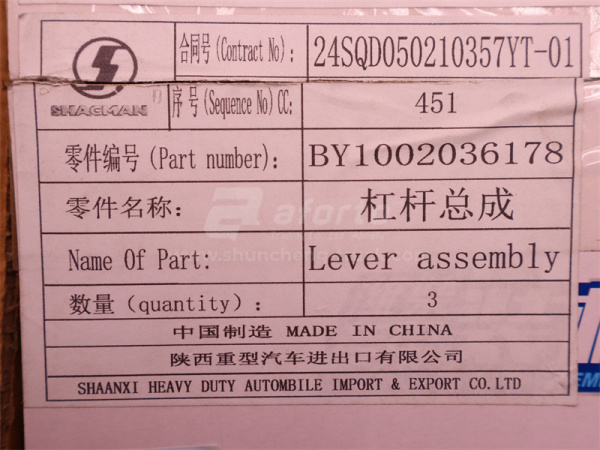 合同号(Contract No): 24SQD050210357YT-01
SHACMAN
序号(Sequence No)CC: 451
零件编号(Part number): BY1002036178
零件名称: 杠杆总成
Name Of Part: Lever assembly
数量(quantity): 3
中国制造 MADE IN CHINA
陕西重型汽车进出口有限公司
SHAANXI HEAVY DUTY AUTOMBILE IMPORT & EXPORT CO.LTD